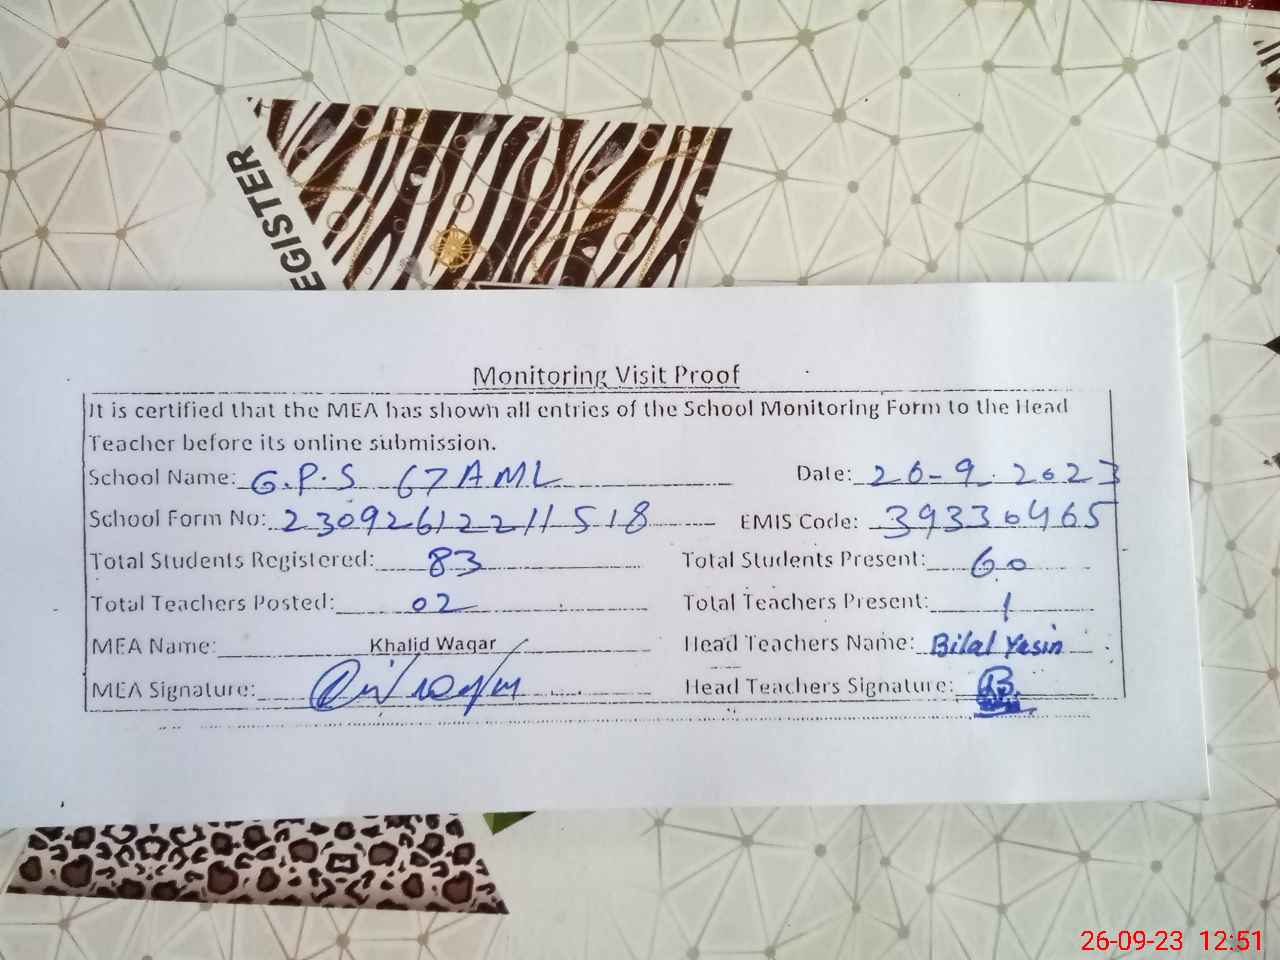 EGISTER
Monitoring Visit Proof
It is certified that the MEA has shown all entries of the School Monitoring Form to the Head
Teacher before its online submission.
School Name: G.P.S 67AML Date: 26-9-2023
School Form No: 230926122211518 EMIS Code: 39330465
Total Students Registered: 83 Total Students Present: 60
Total Teachers Posted: 02 Total Teachers Present: 1
MEA Name: Khalid Waqar Head Teachers Name: Bilal Yasin
MEA Signature: Head Teachers Signature:
26-09-23 12:51